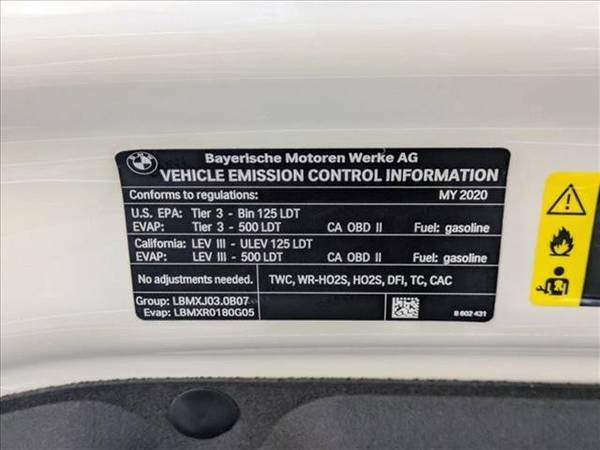 BMW
Bayerische Motoren Werke AG
VEHICLE EMISSION CONTROL INFORMATION
Conforms to regulations: MY 2020
U.S. EPA: Tier 3 - Bin 125 LDT
EVAP: Tier 3 - 500 LDT CA OBD II Fuel: gasoline
California: LEV III - ULEV 125 LDT
EVAP: LEV III - 500 LDT CA OBD II Fuel: gasoline
No adjustments needed. TWC, WR-HO2S, HO2S, DFI, TC, CAC
Group: LBMXJ03.0B07
Evap: LBMXR0180G05
8 602 431